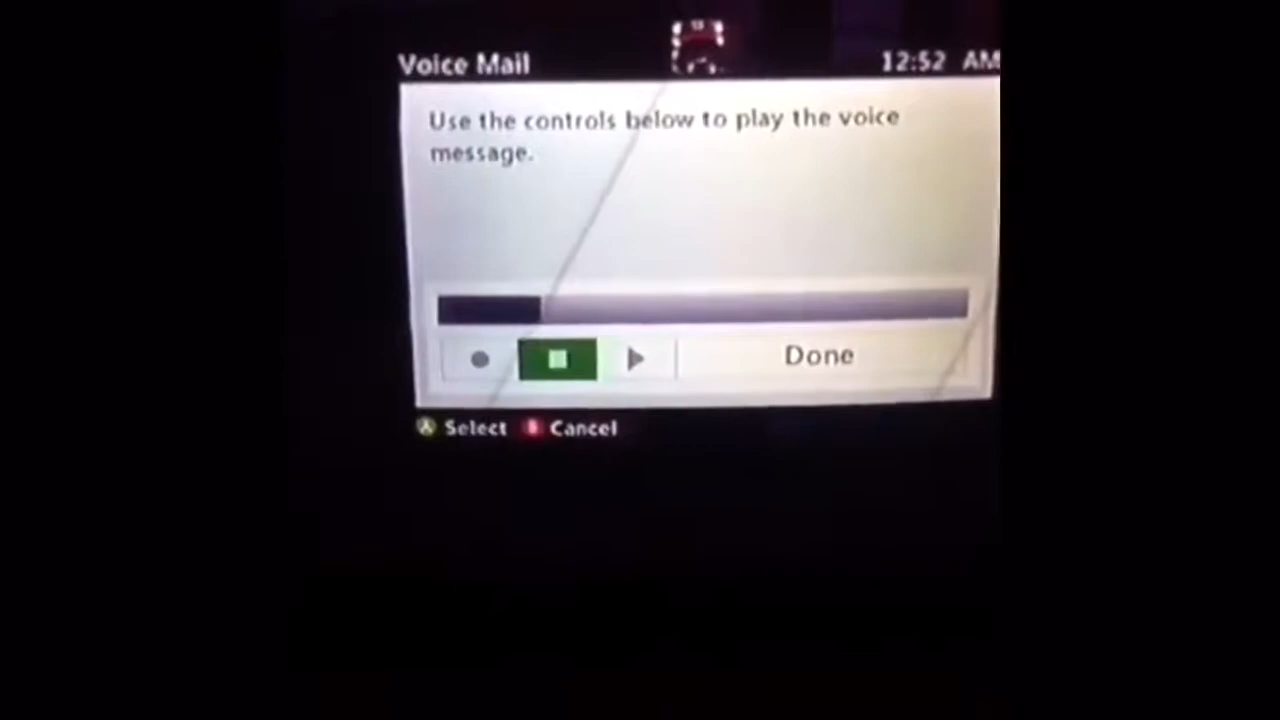 Voice Mail
12:52 AM
Use the controls below to play the voice
message.
Done
A Select B Cancel